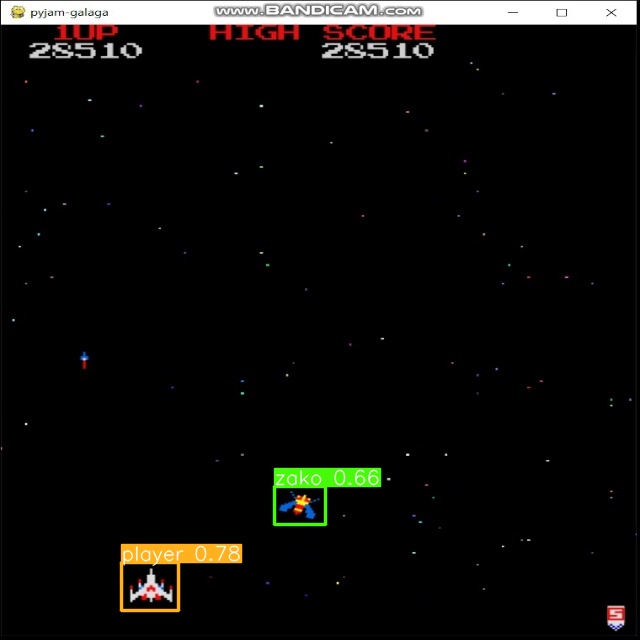 pyjam-galaga
www.BANDICAM.com
1UP HIGH SCORE
28510 28510
zako 0.66
player 0.78
5